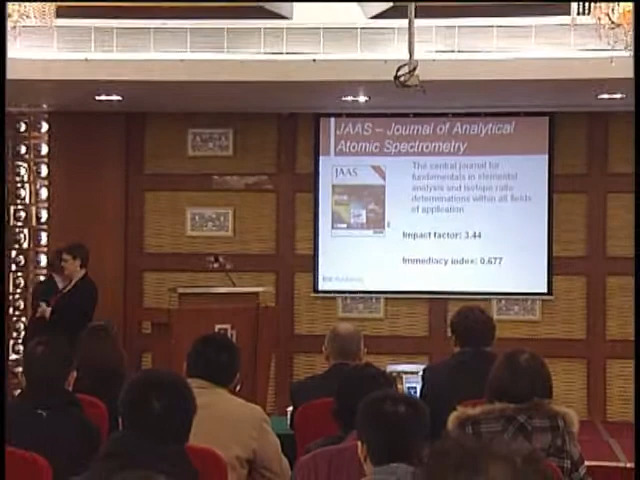 JAAS – Journal of Analytical
Atomic Spectrometry
JAAS
The central journal for
fundamentals in elemental
analysis and isotope ratio
determinations within all fields
of application
Impact factor: 3.44
Immediacy index: 0.677